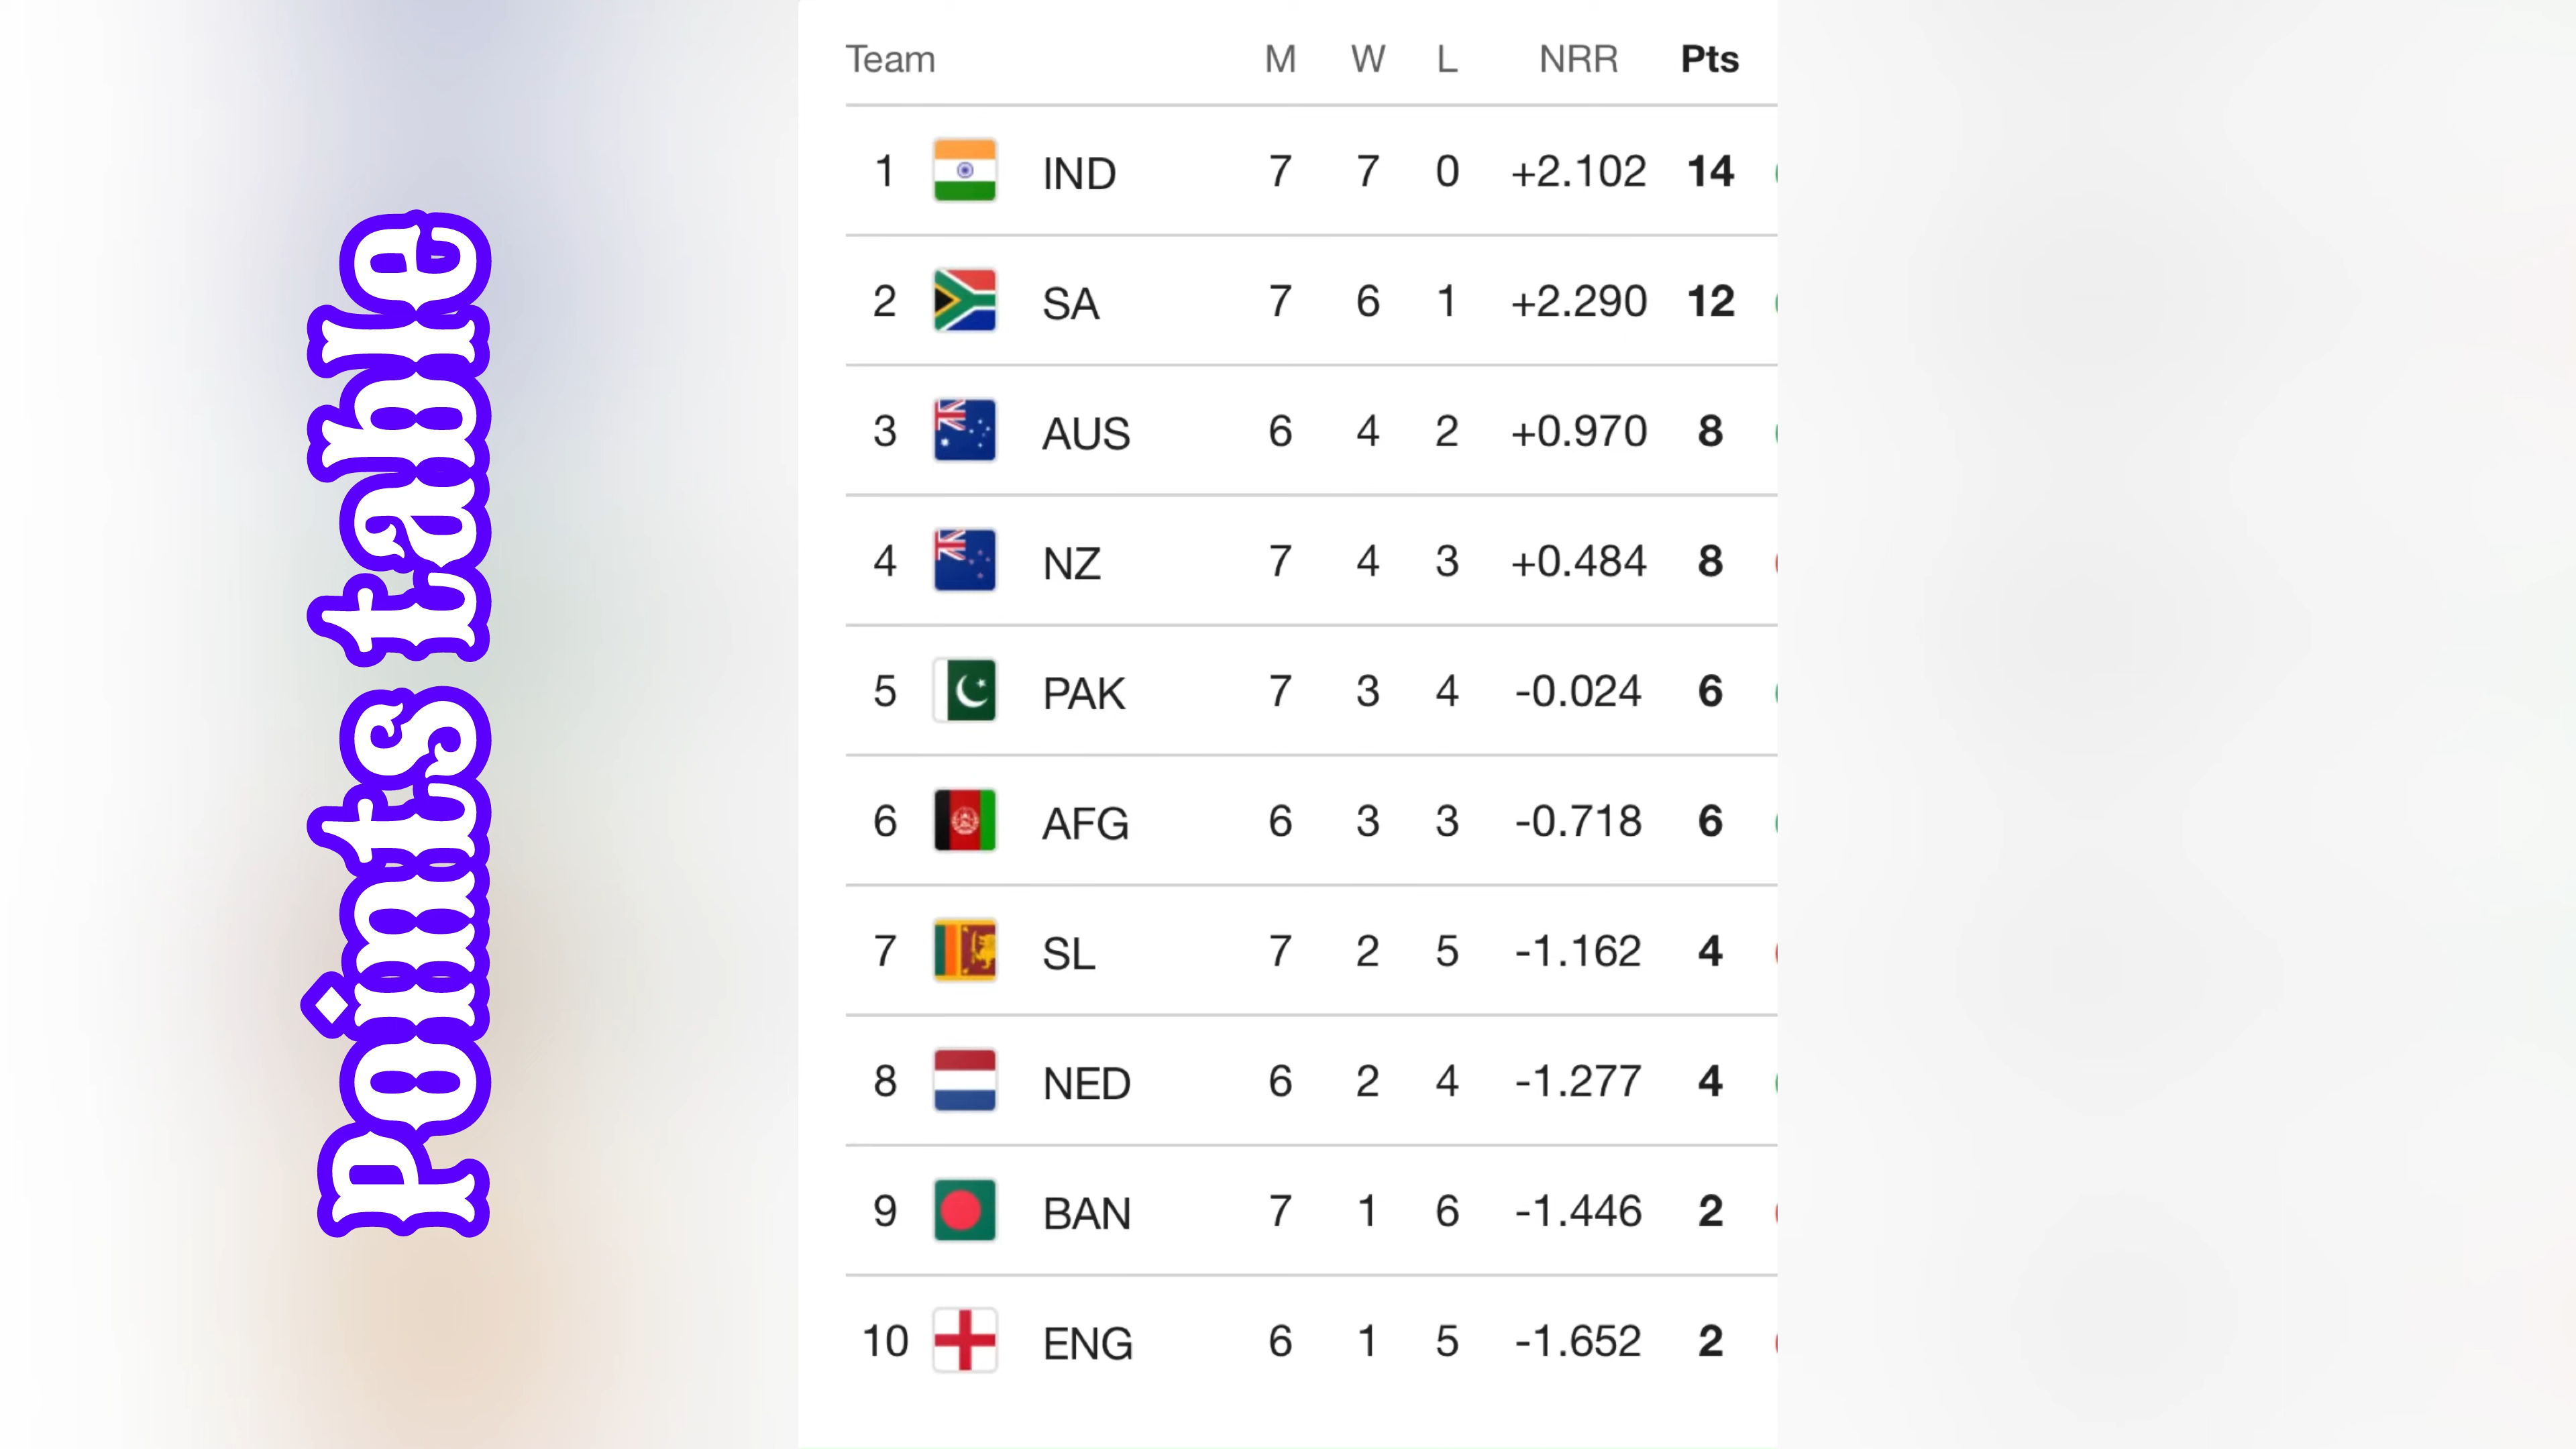 Points table
Team M W L NRR Pts
1 IND 7 7 0 +2.102 14
2 SA 7 6 1 +2.290 12
3 AUS 6 4 2 +0.970 8
4 NZ 7 4 3 +0.484 8
5 PAK 7 3 4 -0.024 6
6 AFG 6 3 3 -0.718 6
7 SL 7 2 5 -1.162 4
8 NED 6 2 4 -1.277 4
9 BAN 7 1 6 -1.446 2
10 ENG 6 1 5 -1.652 2